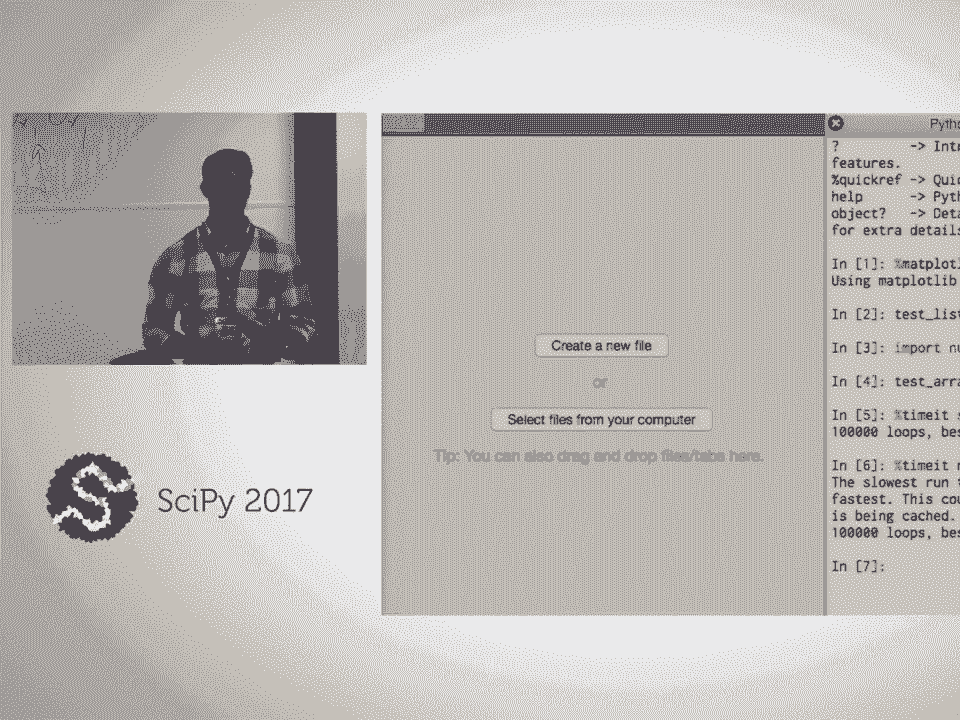 SciPy 2017
Create a new file
or
Select files from your computer
Tip: You can also drag and drop files/tabs here.
Pytho
? -> Intr
features.
%quickref -> Quic
help -> Pyth
object? -> Deta
for extra details
In [1]: %matplotl
Using matplotlib
In [2]: test_list
In [3]: import nu
In [4]: test_arra
In [5]: %timeit s
100000 loops, bes
In [6]: %timeit n
The slowest run t
fastest. This cou
is being cached.
100000 loops, bes
In [7]: